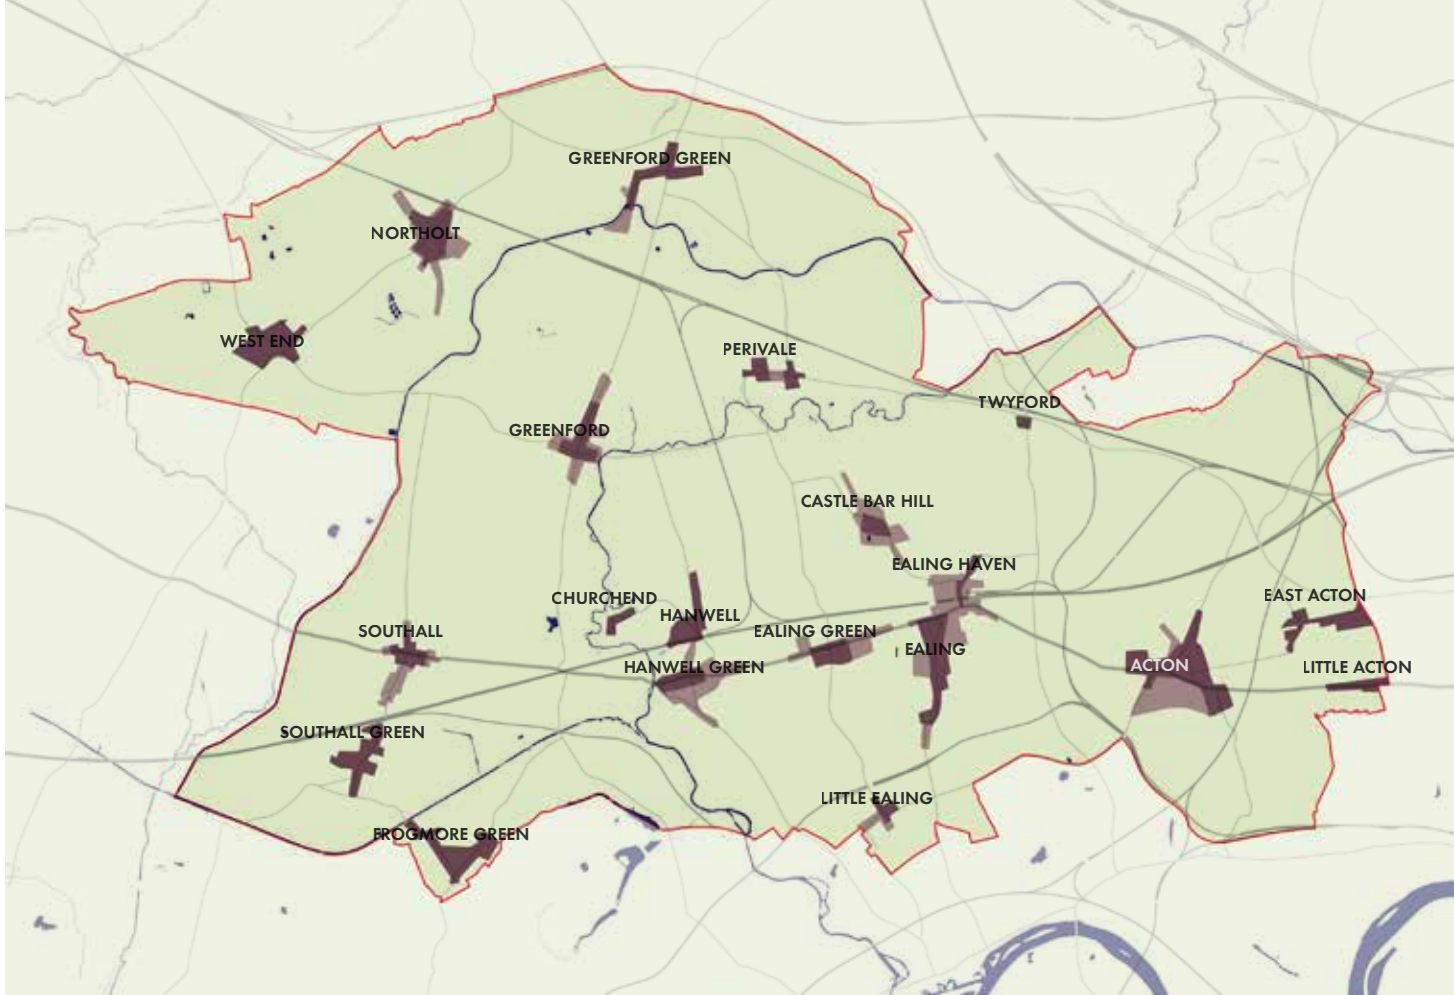 GREENFORD GREEN
NORTHOLT
WEST END
PERIVALE
TWYFORD
GREENFORD
CASTLE BAR HILL
EALING HAVEN
CHURCHEND
EAST ACTON
HANWELL
SOUTHALL
EALING GREEN
EALING
HANWELL GREEN
ACTON
LITTLE ACTON
SOUTHALL GREEN
LITTLE EALING
FROGMORE GREEN